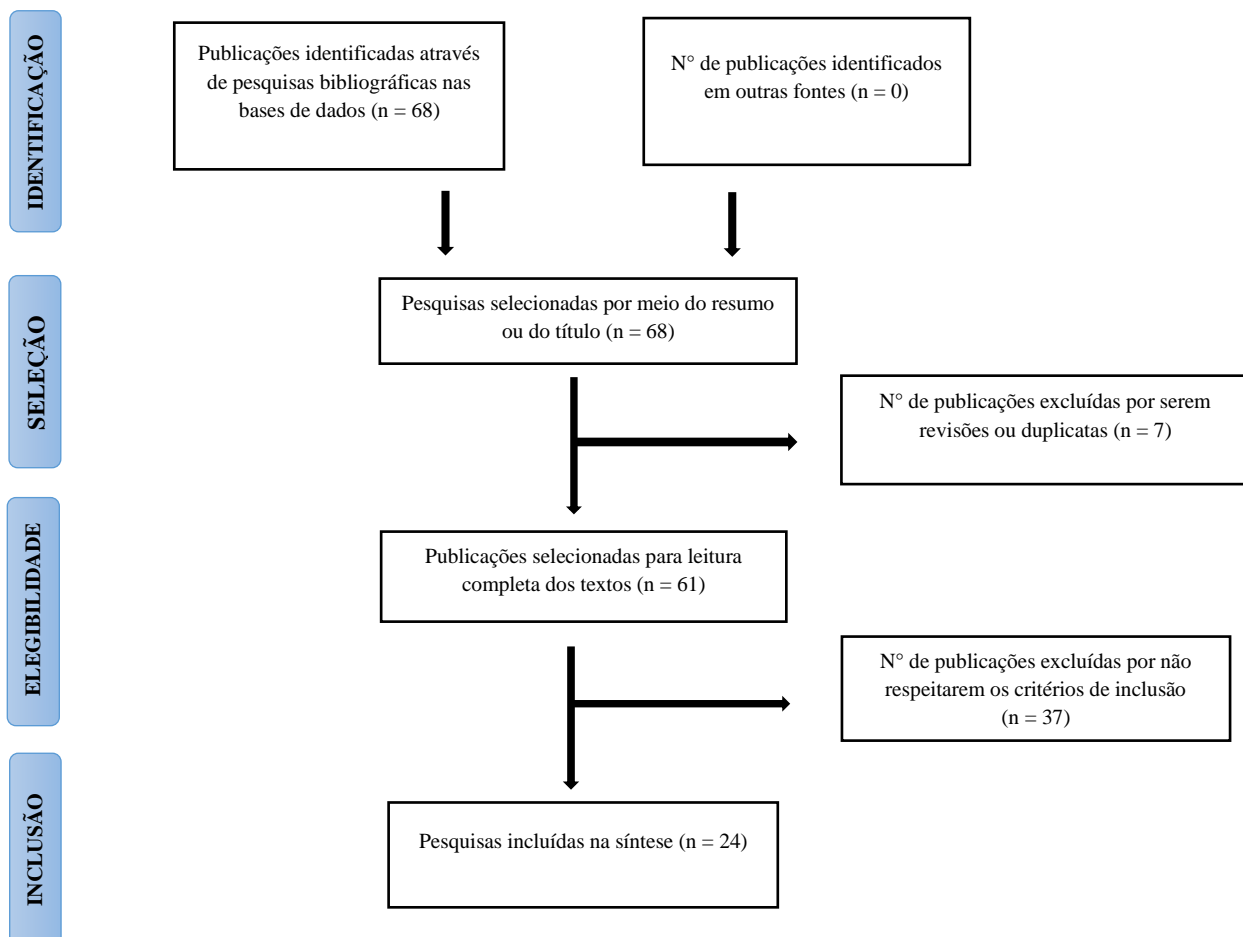 IDENTIFICAÇÃO
Publicações identificadas através
de pesquisas bibliográficas nas
bases de dados (n = 68)
N° de publicações identificados
em outras fontes (n = 0)
SELEÇÃO
Pesquisas selecionadas por meio do resumo
ou do título (n = 68)
N° de publicações excluídas por serem
revisões ou duplicatas (n = 7)
ELEGIBILIDADE
Publicações selecionadas para leitura
completa dos textos (n = 61)
N° de publicações excluídas por não
respeitarem os critérios de inclusão
(n = 37)
INCLUSÃO
Pesquisas incluídas na síntese (n = 24)